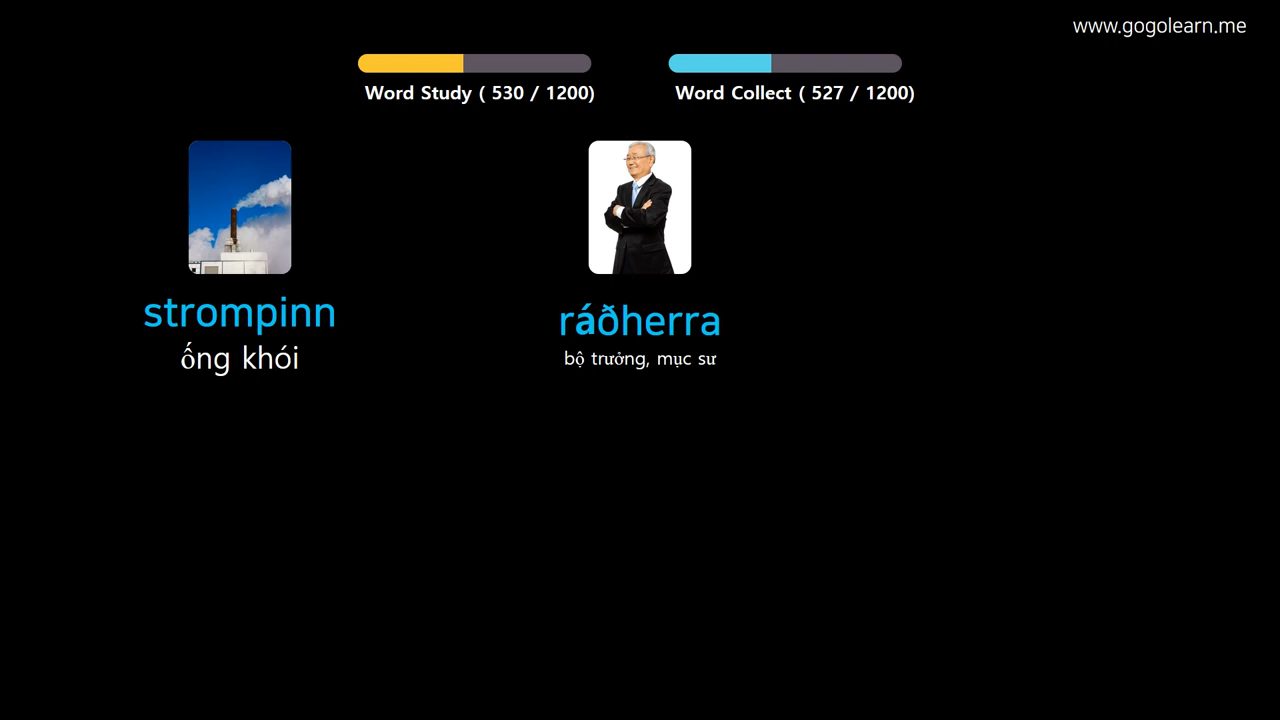 www.gogolearn.me
Word Study ( 530 / 1200)
Word Collect ( 527 / 1200)
strompinn
ống khói
ráðherra
bộ trưởng, mục sư